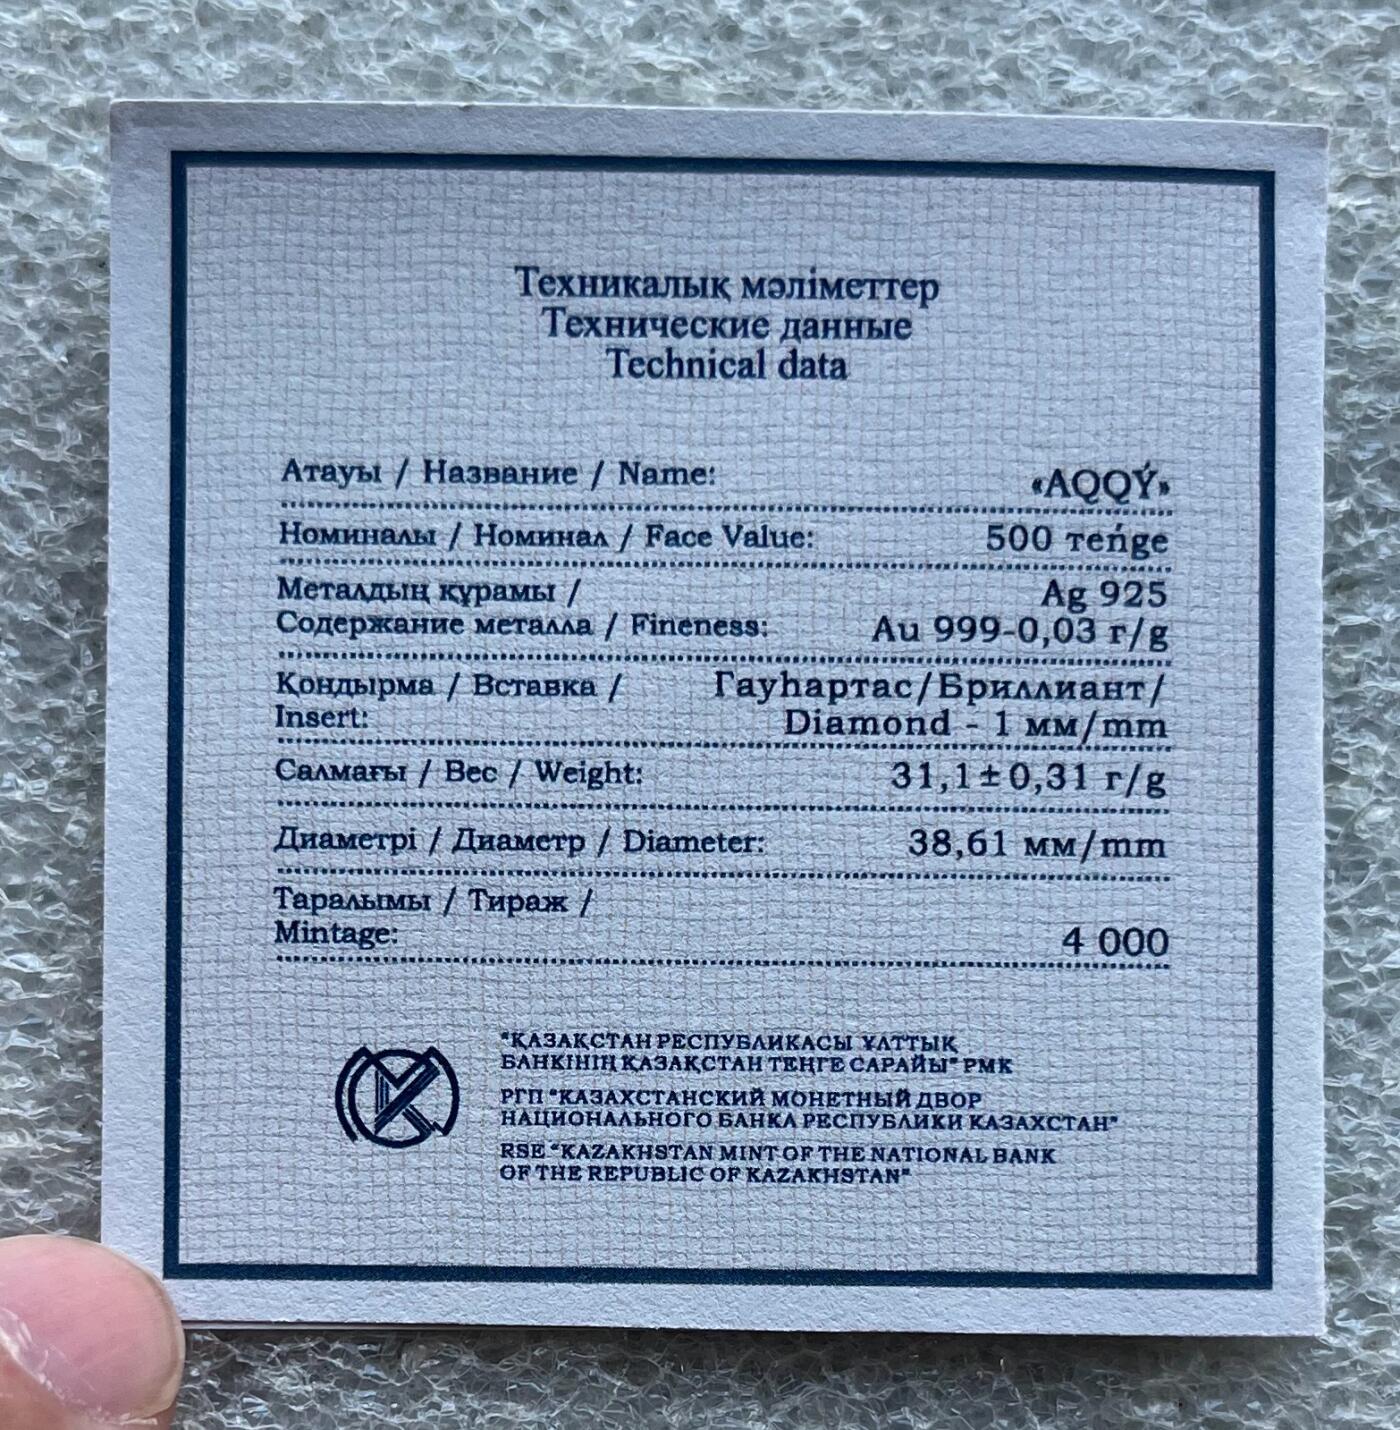 Техникалық мәліметтер
Технические данные
Technical data
Атауы / Название / Name: «AQQÝ»
Номиналы / Номинал / Face Value: 500 теńge
Металдың құрамы / Ag 925
Содержание металла / Fineness: Au 999-0,03 г/g
Қондырма / Вставка / Гауһартас/Бриллиант/
Insert: Diamond - 1 мм/mm
Салмағы / Вес / Weight: 31,1±0,31 г/g
Диаметрі / Диаметр / Diameter: 38,61 мм/mm
Таралымы / Тираж /
Mintage: 4 000
"ҚАЗАҚСТАН РЕСПУБЛИКАСЫ ҰЛТТЫҚ
БАНКІНІҢ ҚАЗАҚСТАН ТЕҢГЕ САРАЙЫ" РМК
РГП "КАЗАХСТАНСКИЙ МОНЕТНЫЙ ДВОР
НАЦИОНАЛЬНОГО БАНКА РЕСПУБЛИКИ КАЗАХСТАН"
RSE "KAZAKHSTAN MINT OF THE NATIONAL BANK
OF THE REPUBLIC OF KAZAKHSTAN"